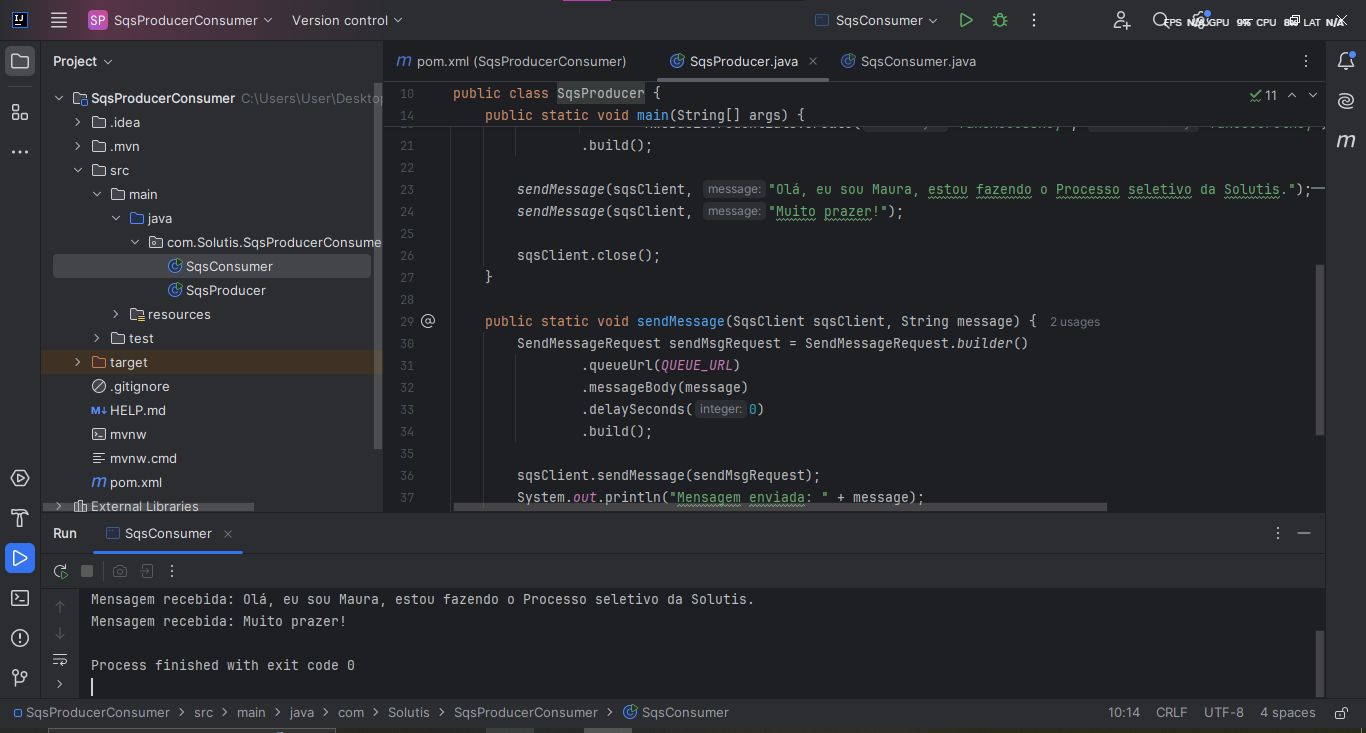 SP SqsProducerConsumer Version control SqsConsumer
FPS N/A GPU 9% CPU 8% LAT N/A
Project
pom.xml (SqsProducerConsumer) SqsProducer.java SqsConsumer.java
SqsProducerConsumer C:\Users\User\Deskto
.idea
.mvn
src
main
java
com.Solutis.SqsProducerConsume
SqsConsumer
SqsProducer
resources
test
target
.gitignore
HELP.md
mvnw
mvnw.cmd
pom.xml
External Libraries
10 public class SqsProducer {
11
14 public static void main(String[] args) {
21 .build();
22
23 sendMessage(sqsClient, message: "Olá, eu sou Maura, estou fazendo o Processo seletivo da Solutis.");
24 sendMessage(sqsClient, message: "Muito prazer!");
25
26 sqsClient.close();
27 }
28
29 public static void sendMessage(SqsClient sqsClient, String message) { 2 usages
30 SendMessageRequest sendMsgRequest = SendMessageRequest.builder()
31 .queueUrl(QUEUE_URL)
32 .messageBody(message)
33 .delaySeconds( integer: 0)
34 .build();
35
36 sqsClient.sendMessage(sendMsgRequest);
37 System.out.println("Mensagem enviada: " + message);
Run SqsConsumer
Mensagem recebida: Olá, eu sou Maura, estou fazendo o Processo seletivo da Solutis.
Mensagem recebida: Muito prazer!
Process finished with exit code 0
SqsProducerConsumer > src > main > java > com > Solutis > SqsProducerConsumer > SqsConsumer
10:14 CRLF UTF-8 4 spaces